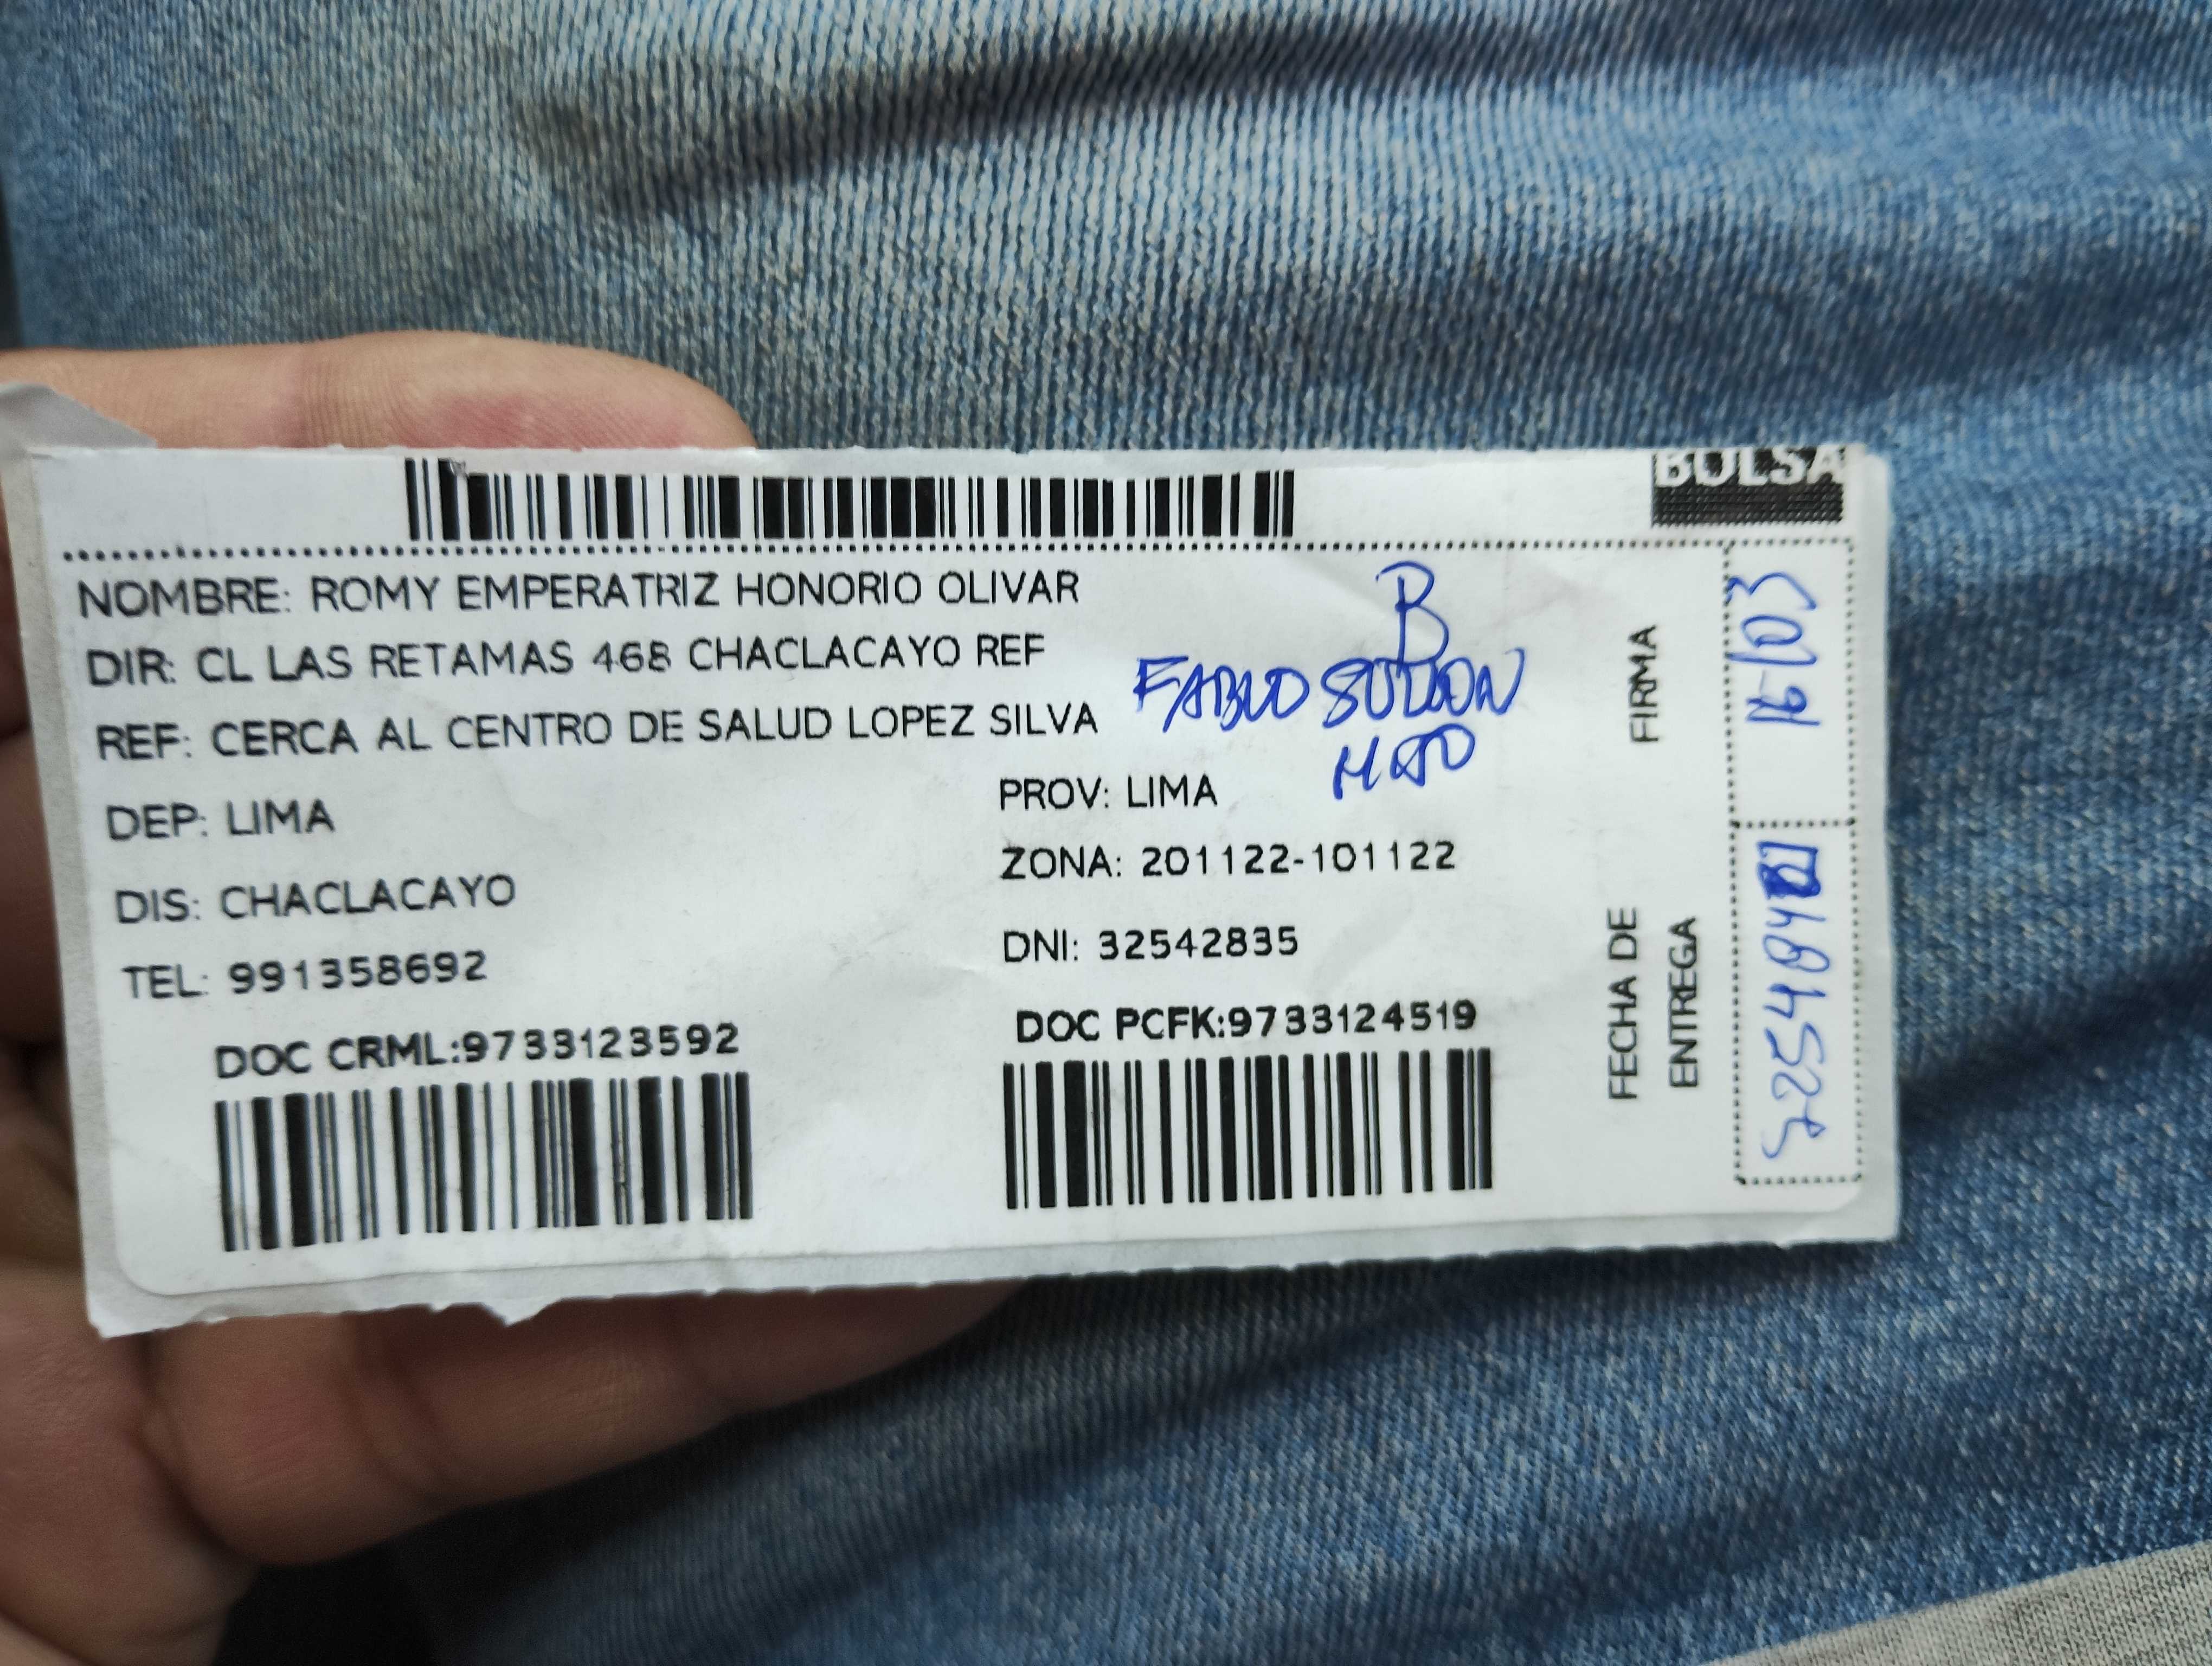 BOLSA
NOMBRE: ROMY EMPERATRIZ HONORIO OLIVAR
DIR: CL LAS RETAMAS 468 CHACLACAYO REF
REF: CERCA AL CENTRO DE SALUD LOPEZ SILVA
B
FABIO
DEP: LIMA
PROV: LIMA
DIS: CHACLACAYO
ZONA: 201122-101122
TEL: 991358692
DNI: 32542835
DOC CRML:9733123592
DOC PCFK:9733124519
FIRMA
16/03
FECHA DE
ENTREGA